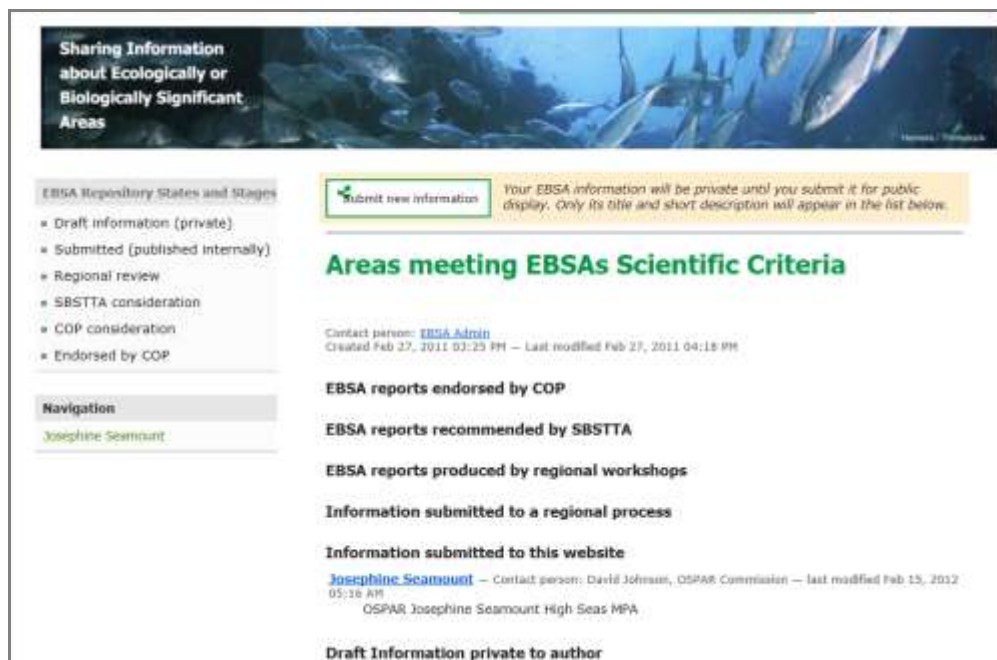 Sharing Information
about Ecologically or
Biologically Significant
Areas
EBSA Repository States and Stages
» Draft information (private)
» Submitted (published internally)
» Regional review
» SBSTTA consideration
» COP consideration
» Endorsed by COP
Navigation
Josephine Seamount
Submit new information
Your EBSA information will be private until you submit it for public
display. Only its title and short description will appear in the list below.
Areas meeting EBSAs Scientific Criteria
Contact person: EBSA Admin
Created Feb 27, 2011 03:25 PM — Last modified Feb 27, 2011 04:18 PM
EBSA reports endorsed by COP
EBSA reports recommended by SBSTTA
EBSA reports produced by regional workshops
Information submitted to a regional process
Information submitted to this website
Josephine Seamount — Contact person: David Johnson, OSPAR Commission — last modified Feb 15, 2012
05:16 AM
OSPAR Josephine Seamount High Seas MPA
Draft Information private to author